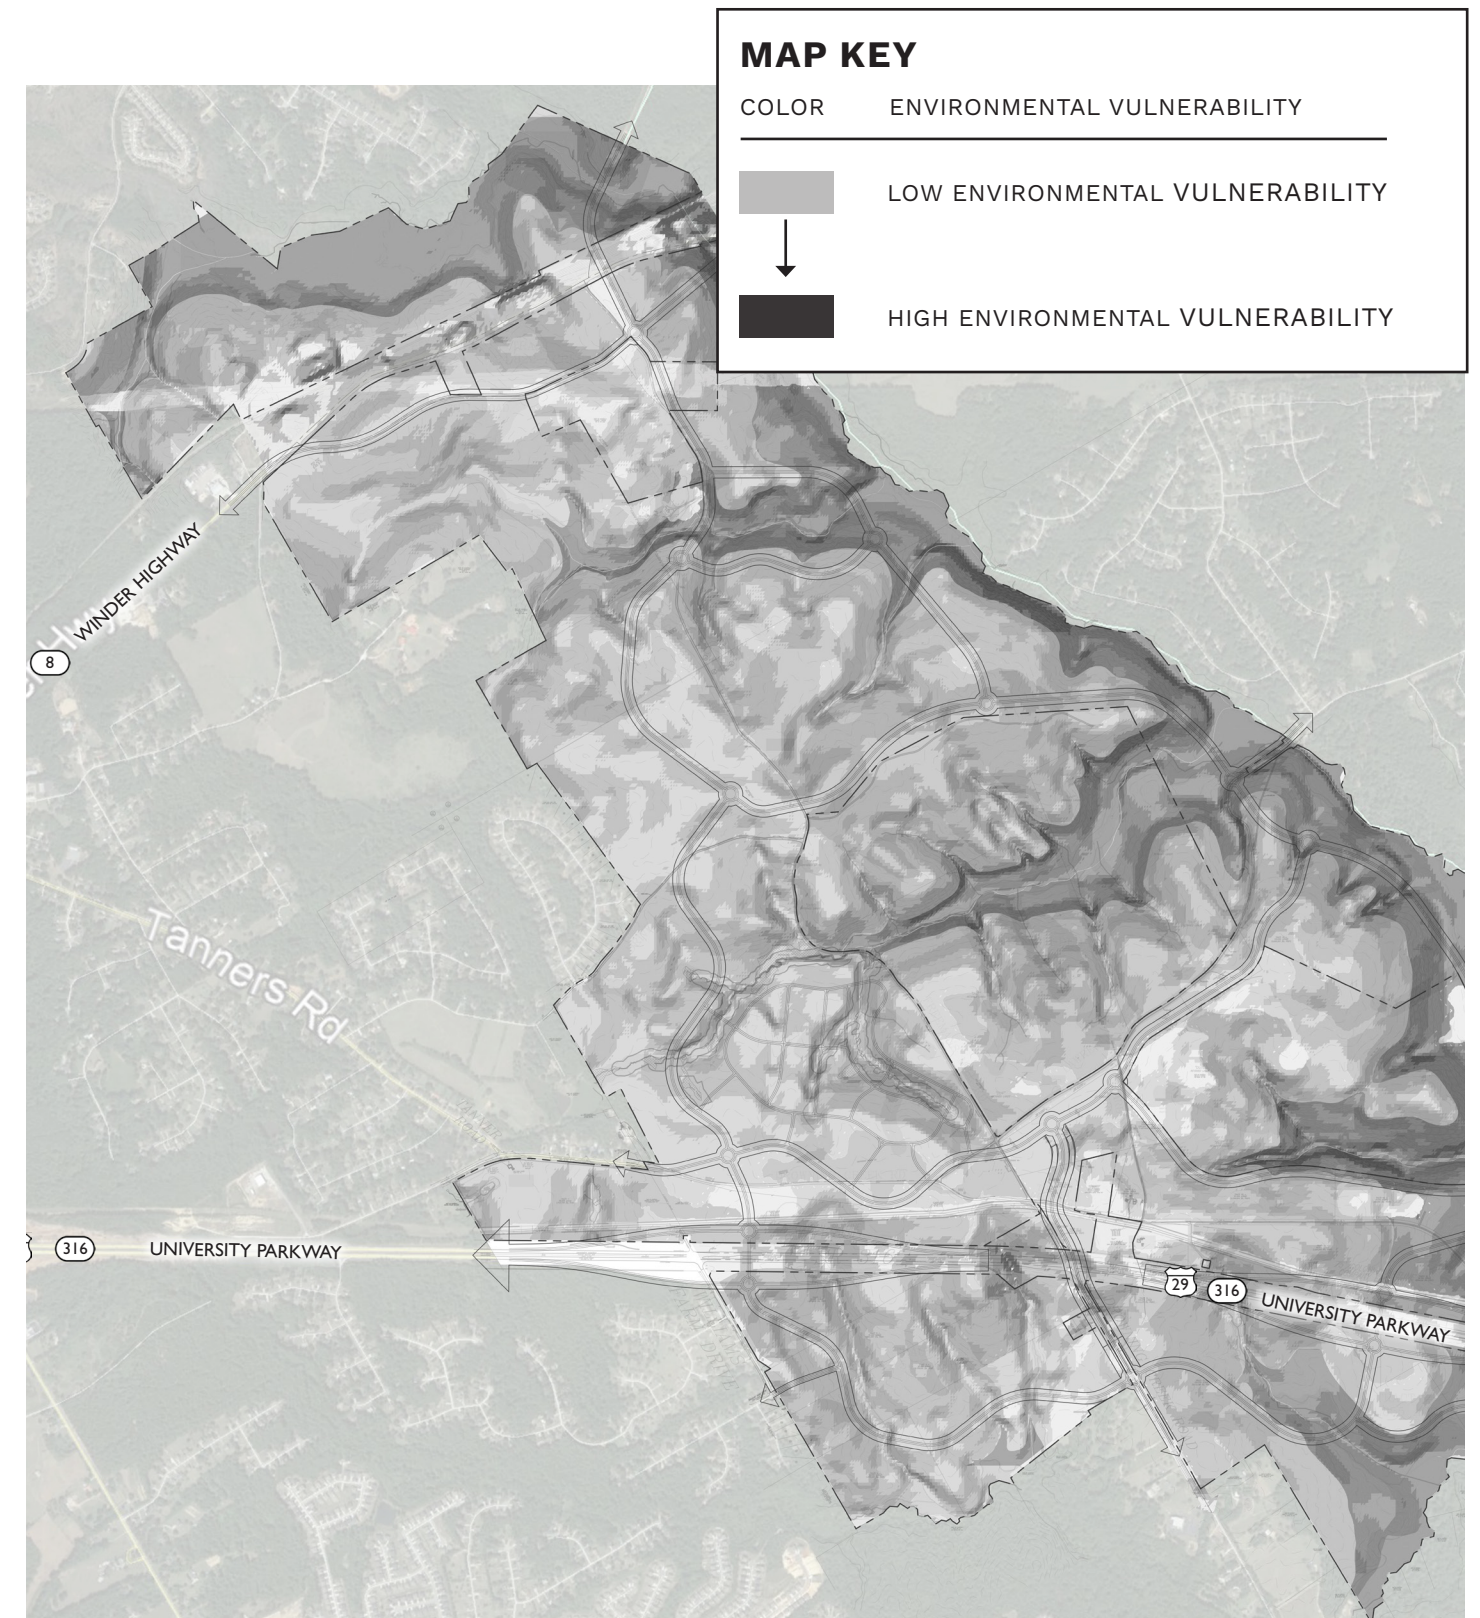 MAP KEY
COLOR ENVIRONMENTAL VULNERABILITY
LOW ENVIRONMENTAL VULNERABILITY
HIGH ENVIRONMENTAL VULNERABILITY
WINDER HIGHWAY
8
Tanners Rd
316
UNIVERSITY PARKWAY
29
316
UNIVERSITY PARKWAY